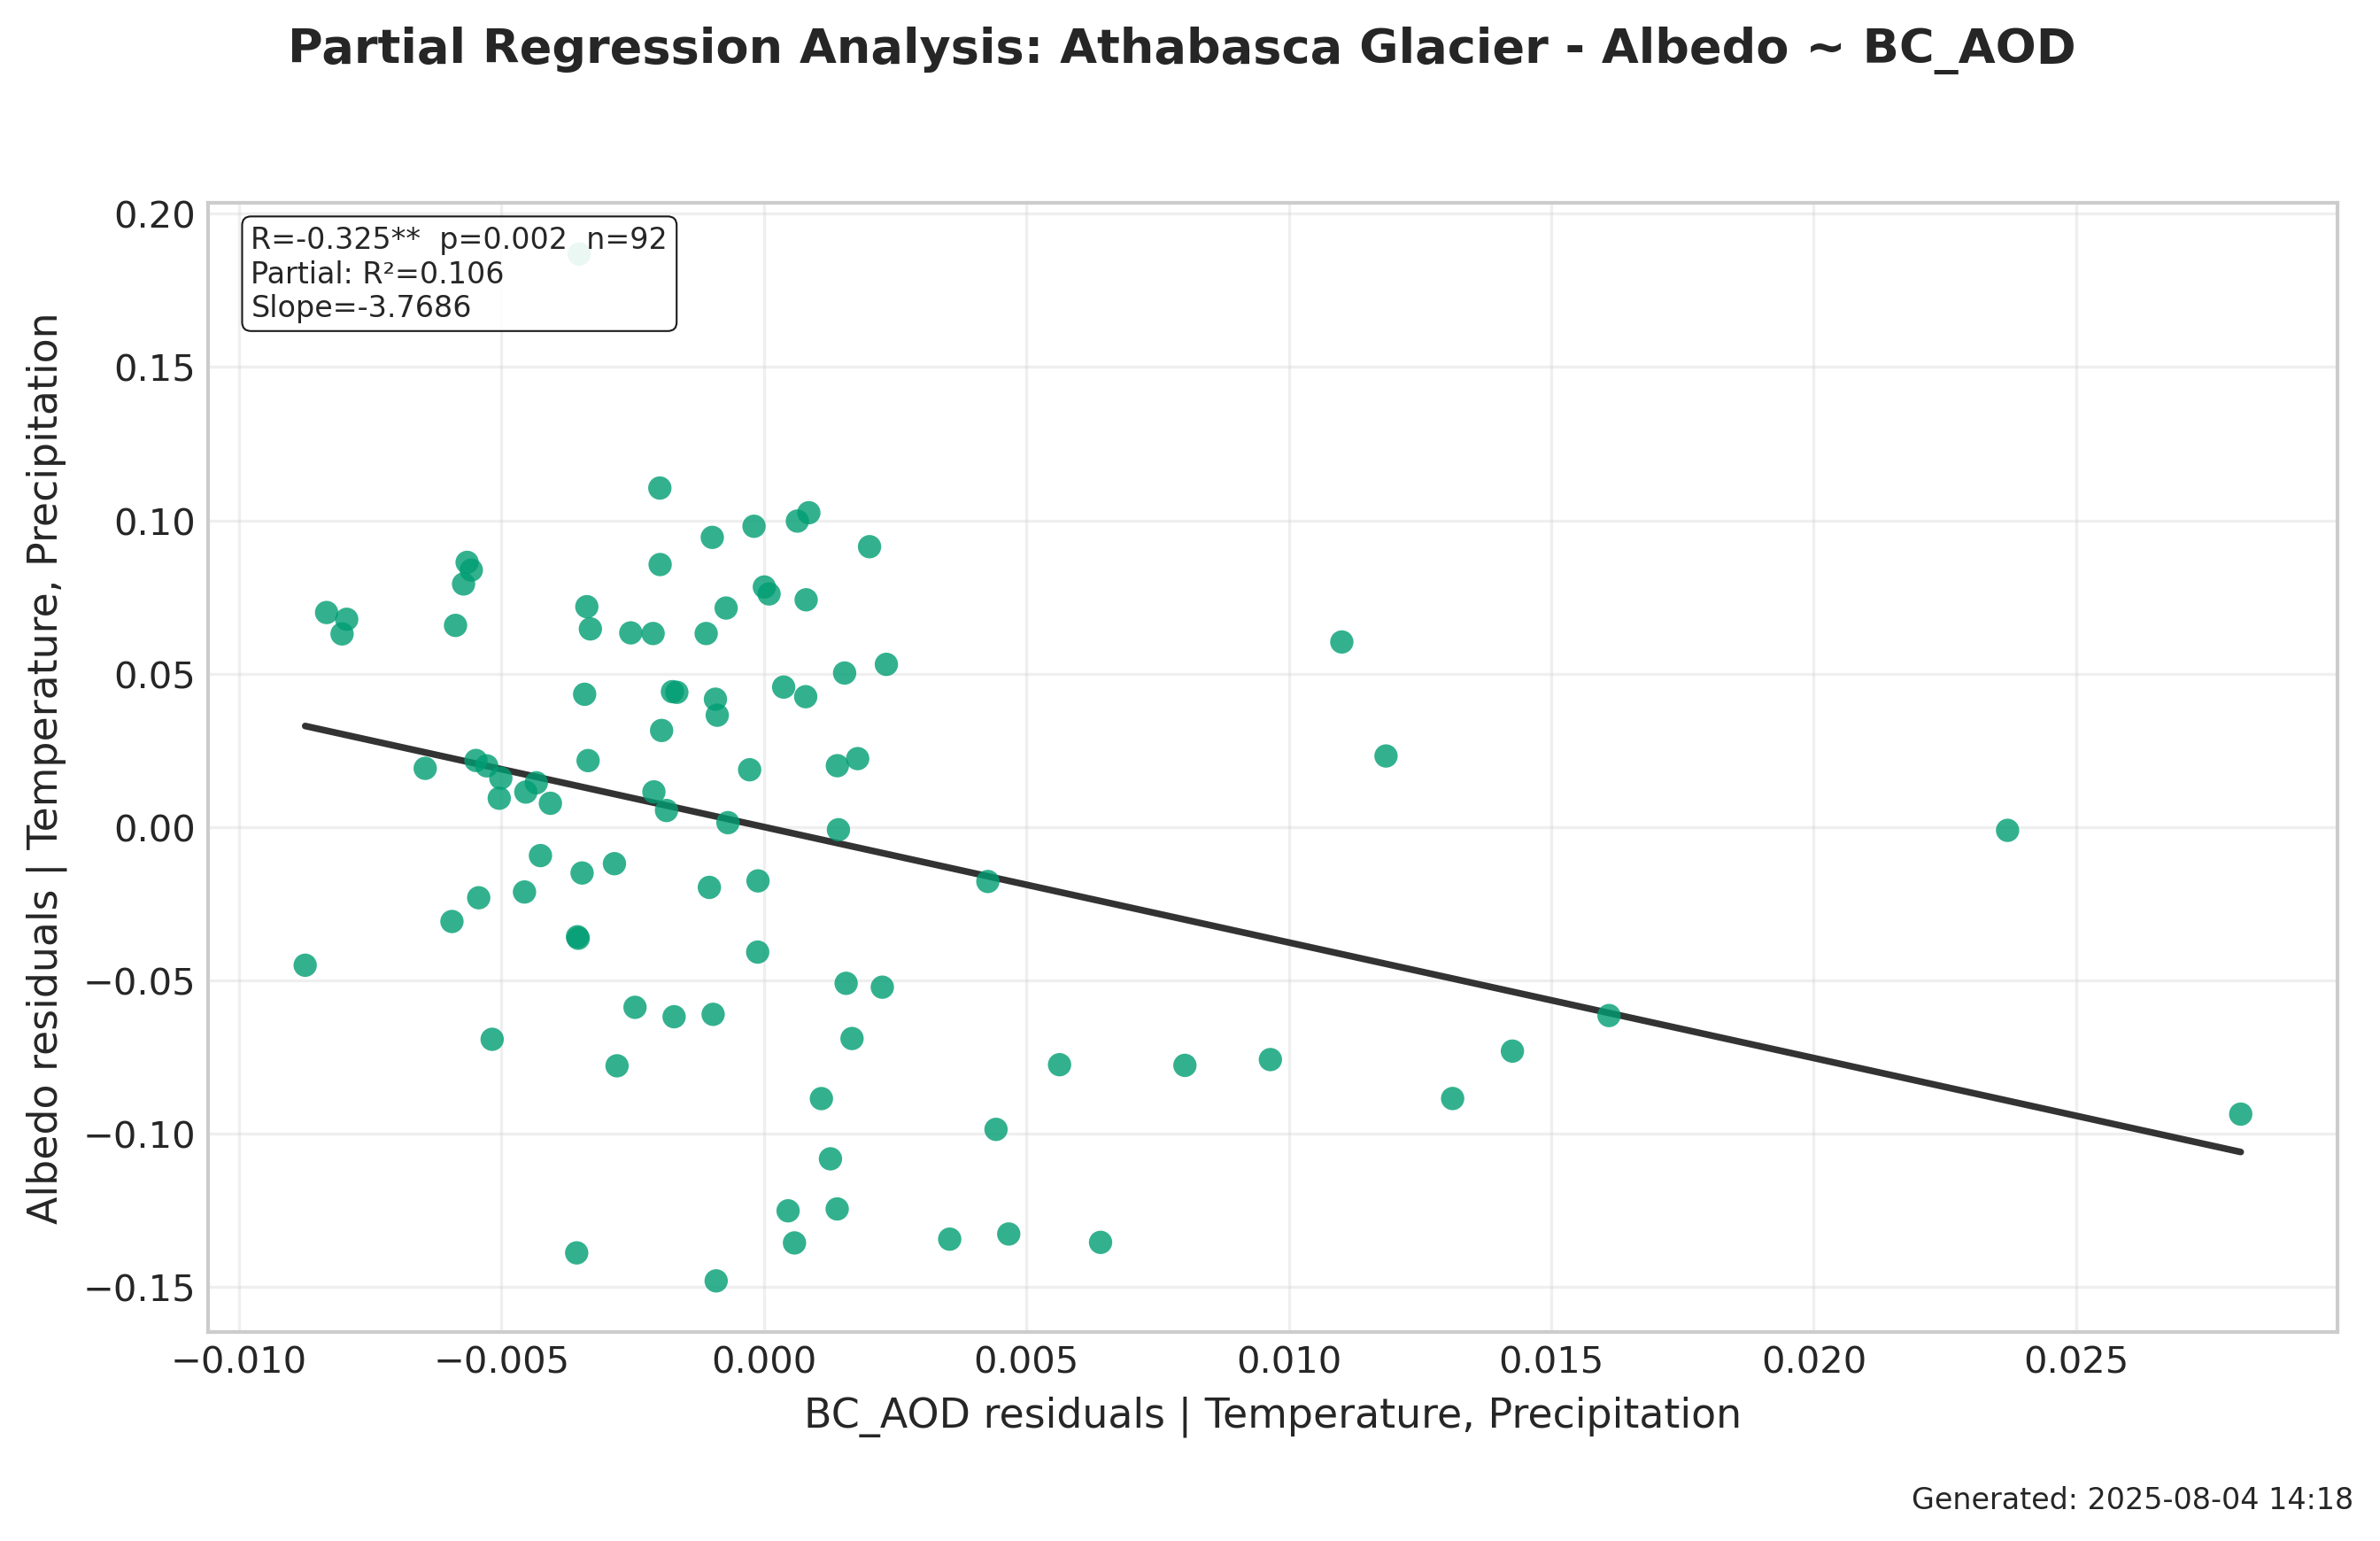 Partial Regression Analysis: Athabasca Glacier - Albedo ~ BC_AOD
R=-0.325**  p=0.002  n=92
Partial: R²=0.106
Slope=-3.7686
Albedo residuals | Temperature, Precipitation
0.20
0.15
0.10
0.05
0.00
−0.05
−0.10
−0.15
−0.010
−0.005
0.000
0.005
0.010
0.015
0.020
0.025
BC_AOD residuals | Temperature, Precipitation
Generated: 2025-08-04 14:18